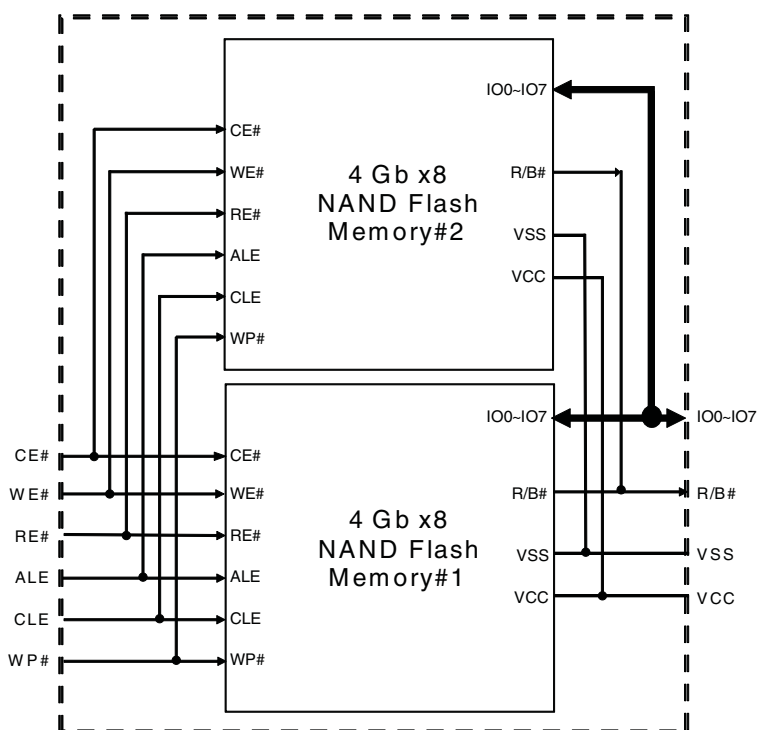 IO0~IO7
CE#
WE#
RE#
ALE
CLE
WP#
4 Gb x8
NAND Flash
Memory#2
R/B#
VSS
VCC
IO0~IO7
IO0~IO7
CE#
WE#
RE#
ALE
CLE
WP#
CE#
WE#
RE#
ALE
CLE
WP#
4 Gb x8
NAND Flash
Memory#1
R/B#
VSS
VCC
R/B#
VSS
VCC